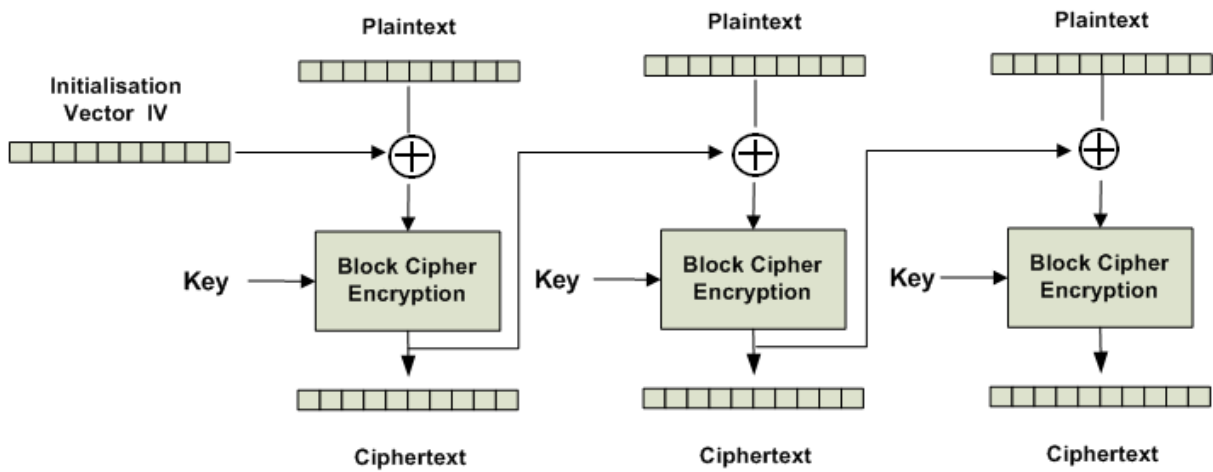 Plaintext
Plaintext
Plaintext
Initialisation
Vector IV
Key
Block Cipher
Encryption
Key
Block Cipher
Encryption
Key
Block Cipher
Encryption
Ciphertext
Ciphertext
Ciphertext